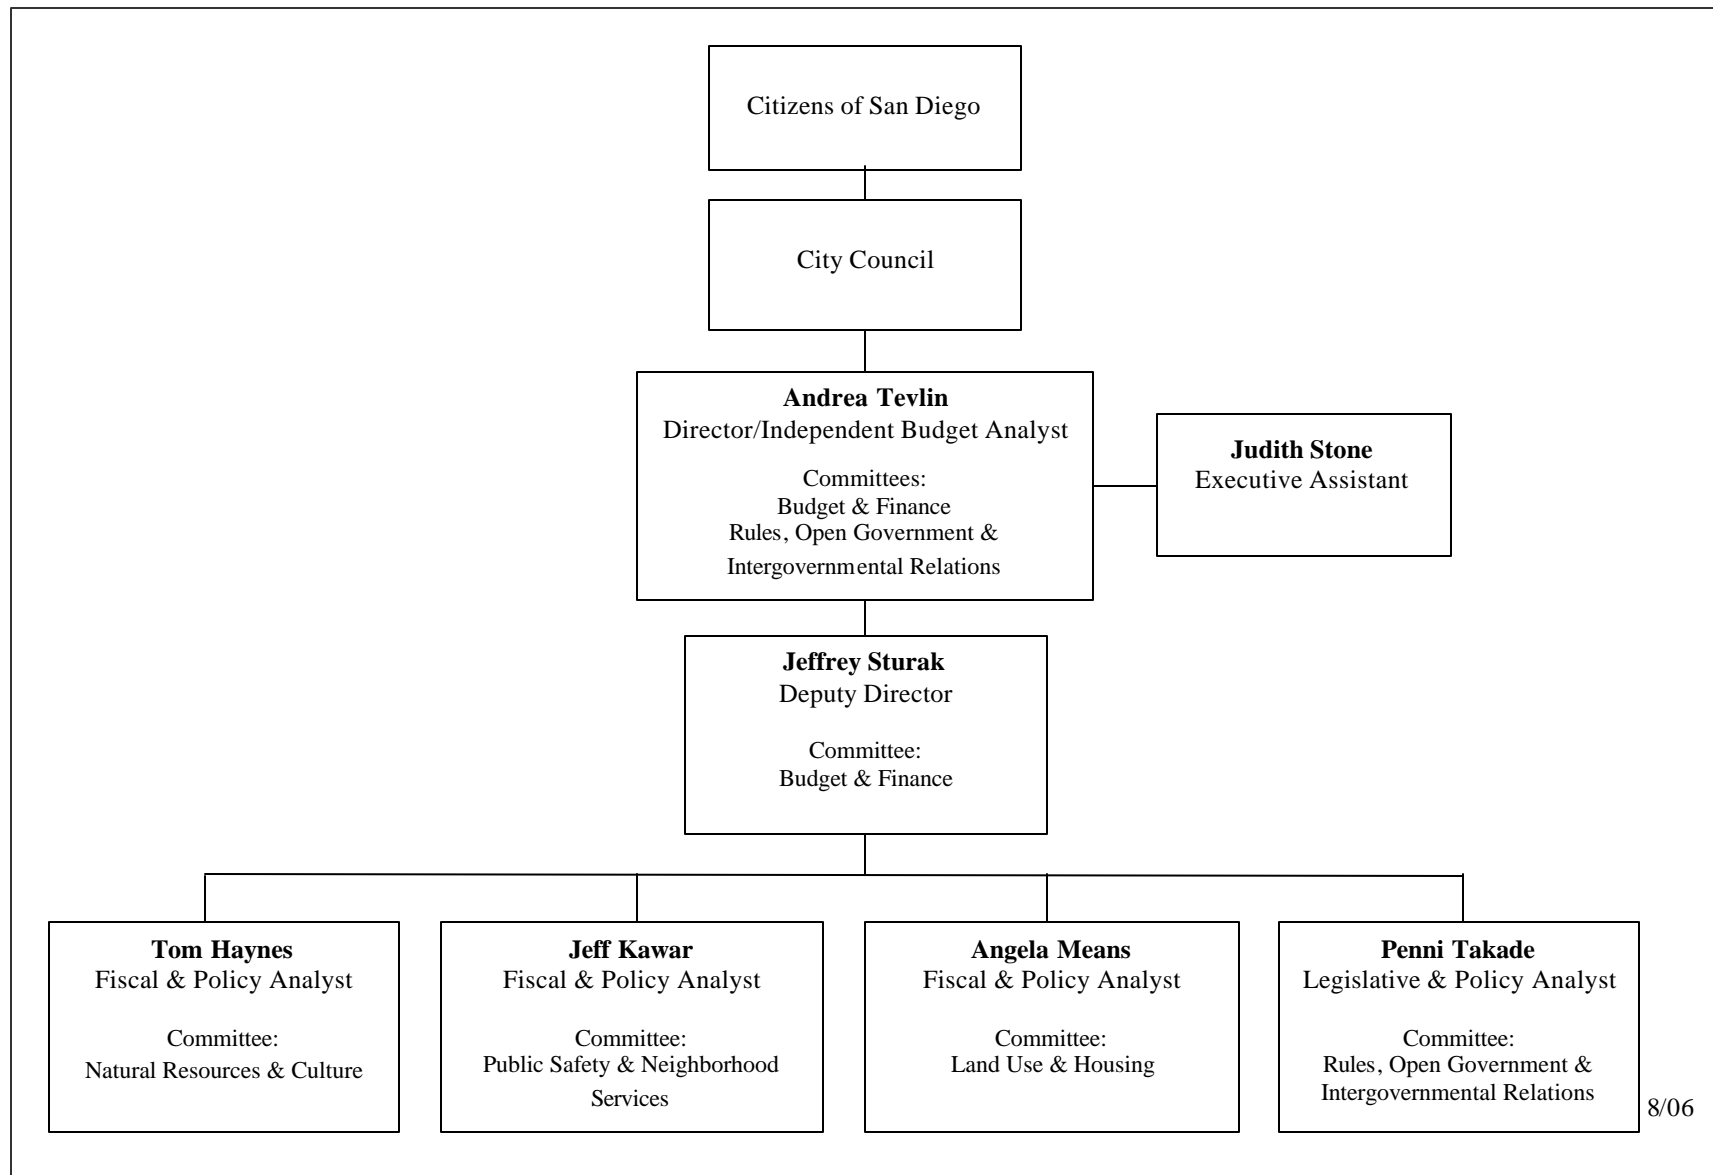 Citizens of San Diego
City Council
Andrea Tevlin
Director/Independent Budget Analyst
Committees:
Budget & Finance
Rules, Open Government &
Intergovernmental Relations
Judith Stone
Executive Assistant
Jeffrey Sturak
Deputy Director
Committee:
Budget & Finance
Tom Haynes
Fiscal & Policy Analyst
Committee:
Natural Resources & Culture
Jeff Kawar
Fiscal & Policy Analyst
Committee:
Public Safety & Neighborhood
Services
Angela Means
Fiscal & Policy Analyst
Committee:
Land Use & Housing
Penni Takade
Legislative & Policy Analyst
Committee:
Rules, Open Government &
Intergovernmental Relations
8/06